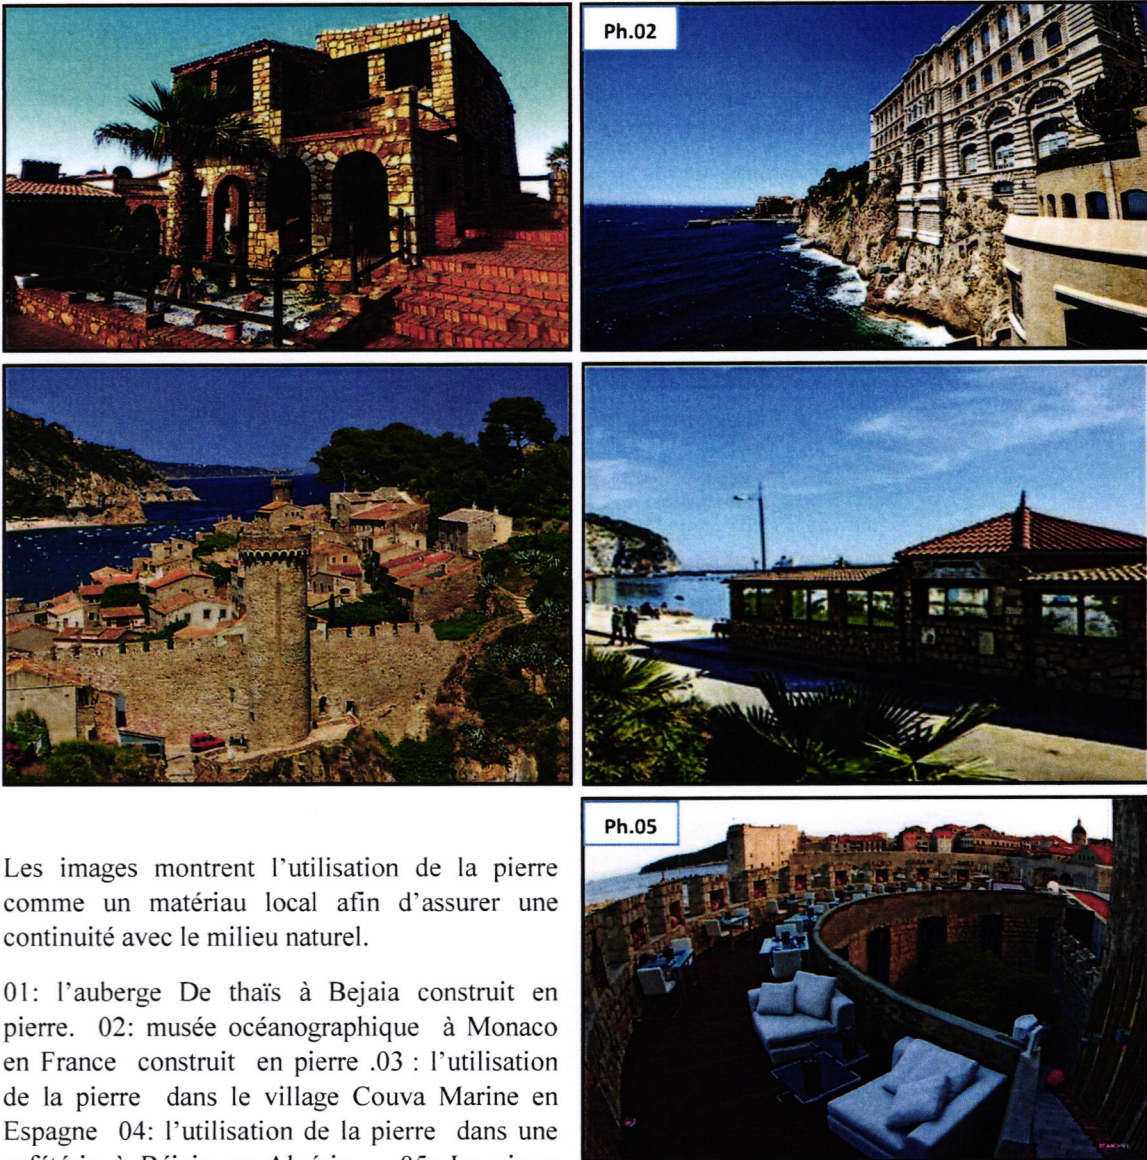 Ph.02
Ph.05
Les images montrent l'utilisation de la pierre
comme un matériau local afin d'assurer une
continuité avec le milieu naturel.
01: l'auberge De thaïs à Bejaia construit en
pierre. 02: musée océanographique à Monaco
en France construit en pierre .03 : l'utilisation
de la pierre dans le village Couva Marine en
Espagne 04: l'utilisation de la pierre dans une